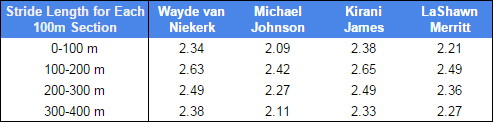 Stride Length for Each 100m Section Wayde van Niekerk Michael Johnson Kirani James LaShawn Merritt
0-100 m 2.34 2.09 2.38 2.21
100-200 m 2.63 2.42 2.65 2.49
200-300 m 2.49 2.27 2.49 2.36
300-400 m 2.38 2.11 2.33 2.27